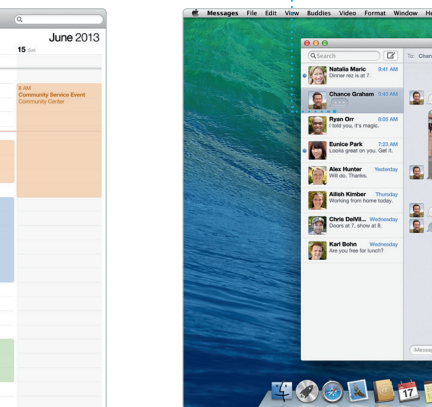 June 2013
15 Sat
8 AM
Community Service Event
Community Center
Messages File Edit View Buddies Video Format Window He
Search
To: Chan
Natalia Maric 9:41 AM
Dinner rez is at 7.
Chance Graham 9:40 AM
Ryan Orr 8:05 AM
I told you, it's magic.
Eunice Park 7:23 AM
Looks great on you. Get it.
Alex Hunter Yesterday
Will do. Thanks.
Ailish Kimber Thursday
Working from home today.
Chris DelVil... Wednesday
Doors at 7, show at 8.
Karl Bohn Wednesday
Are you free for lunch?
iMessag
17